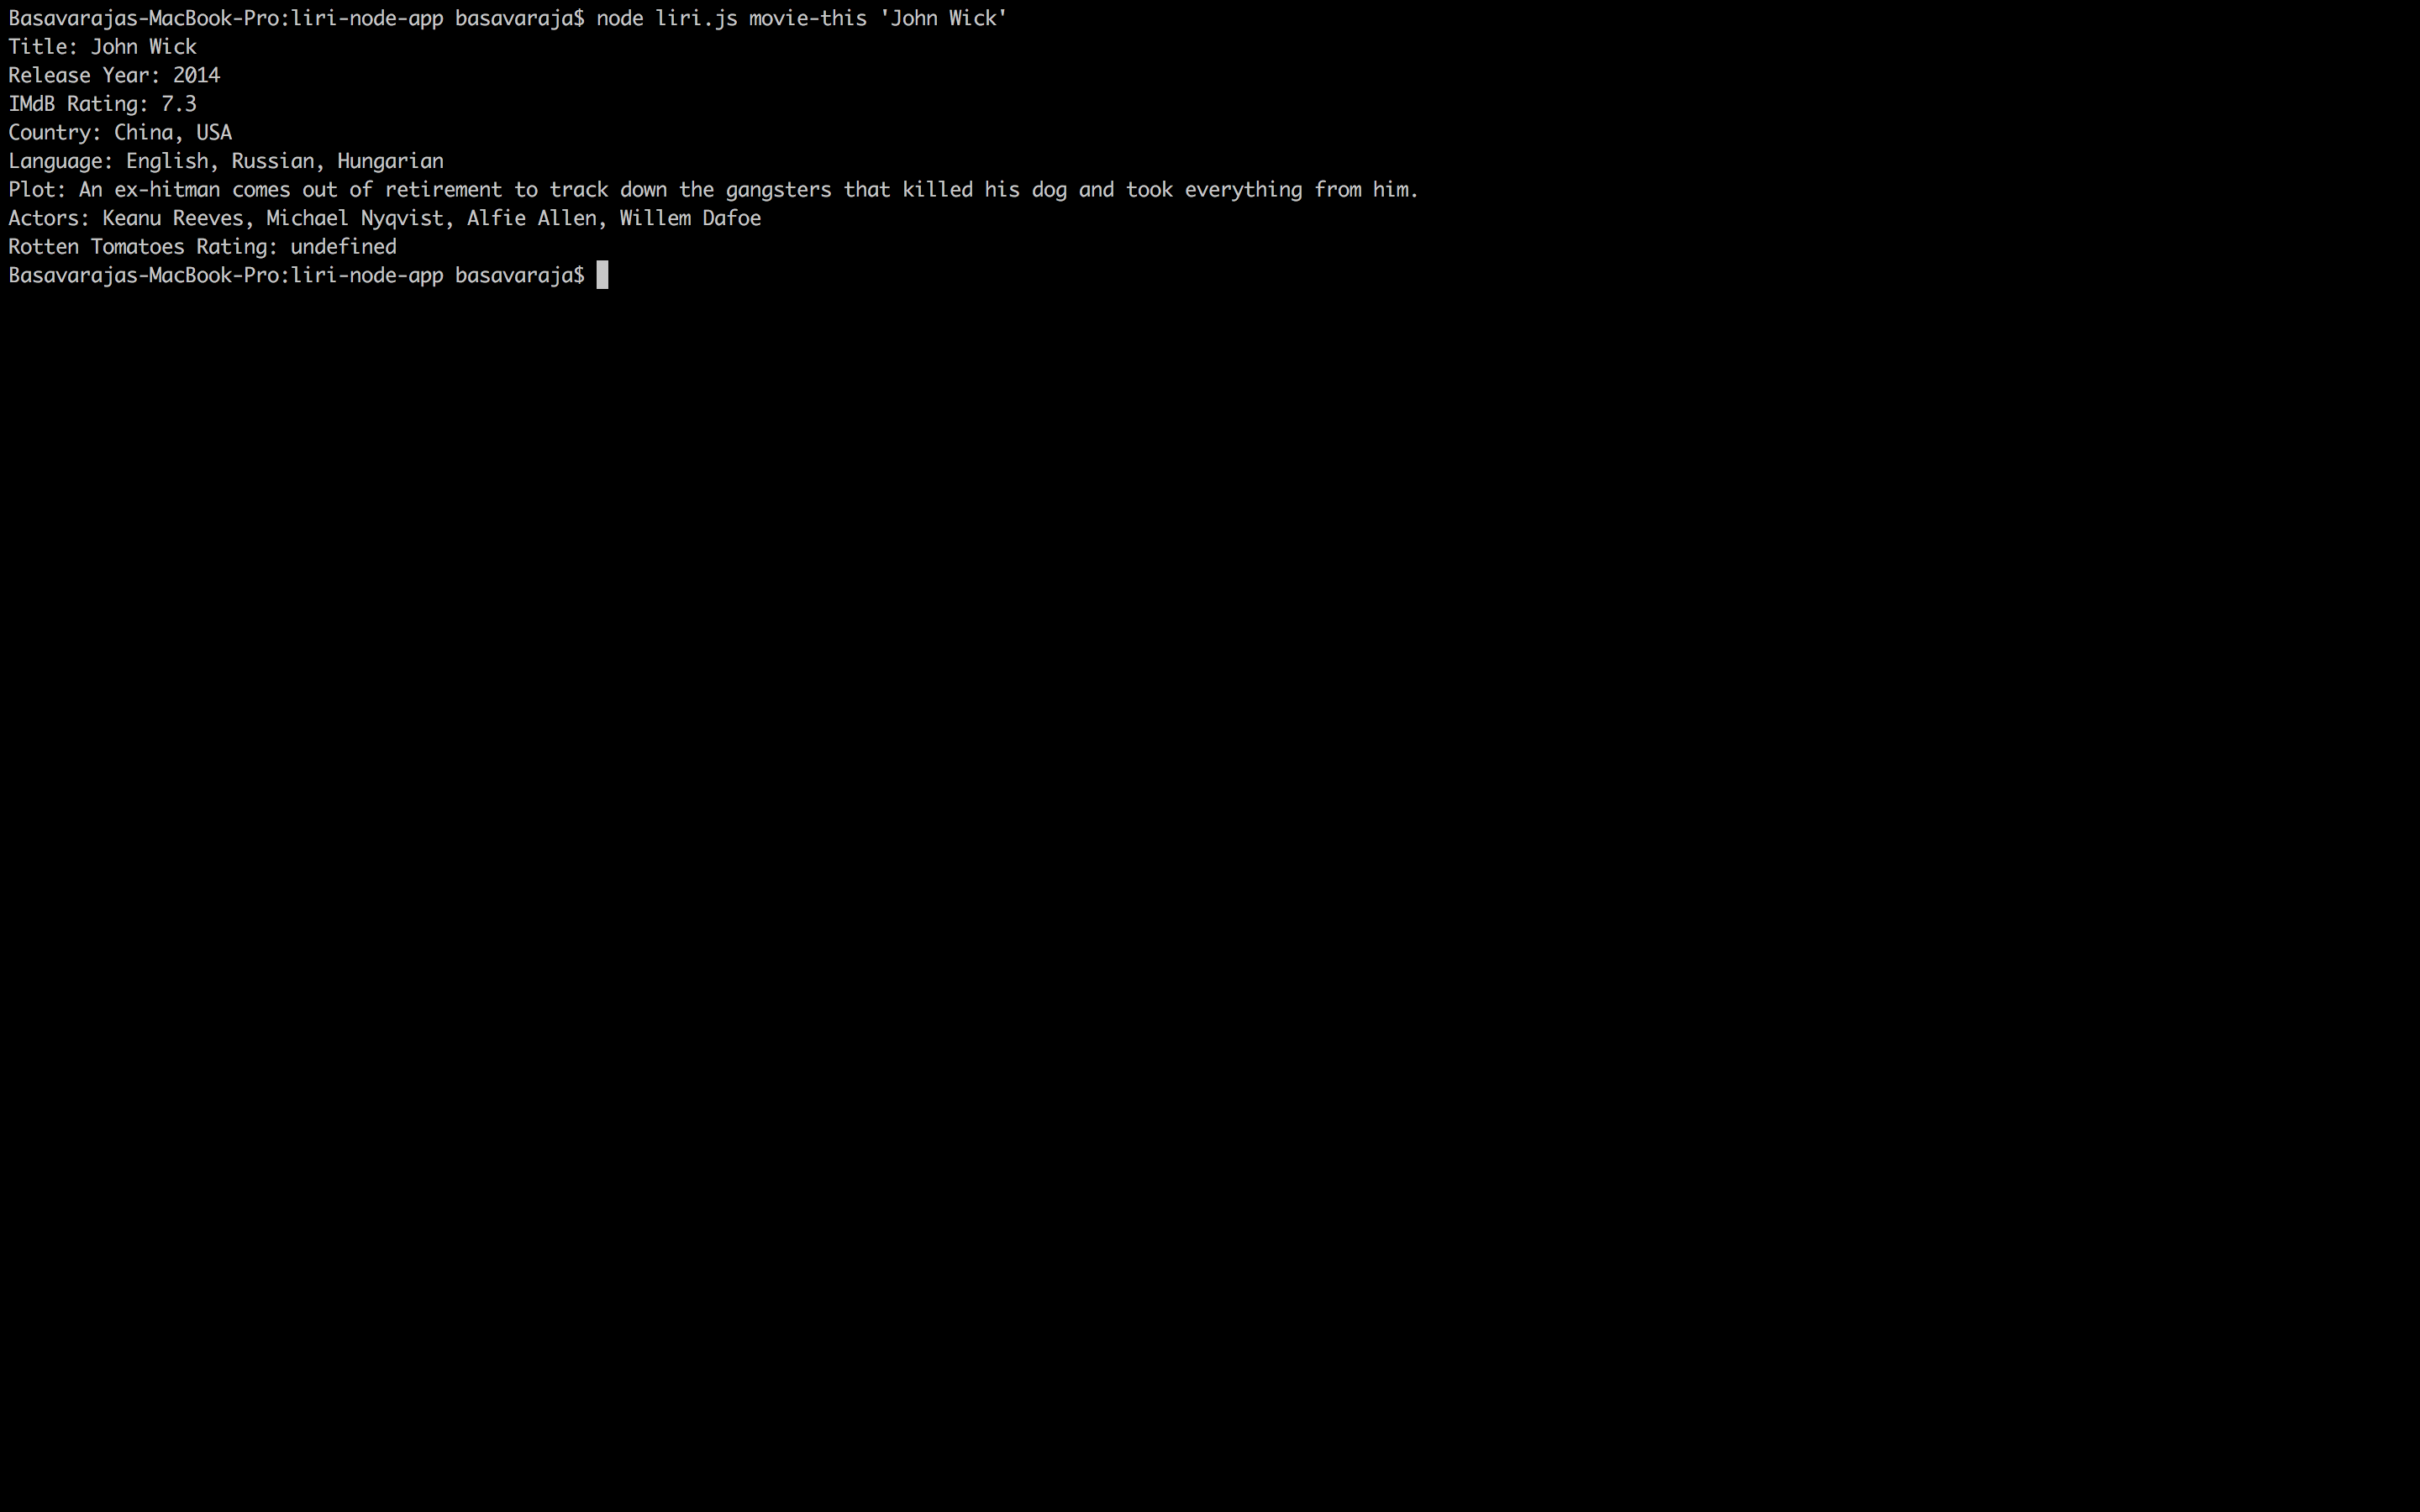 Basavarajas-MacBook-Pro:liri-node-app basavaraja$ node liri.js movie-this 'John Wick'
Title: John Wick
Release Year: 2014
IMdB Rating: 7.3
Country: China, USA
Language: English, Russian, Hungarian
Plot: An ex-hitman comes out of retirement to track down the gangsters that killed his dog and took everything from him.
Actors: Keanu Reeves, Michael Nyqvist, Alfie Allen, Willem Dafoe
Rotten Tomatoes Rating: undefined
Basavarajas-MacBook-Pro:liri-node-app basavaraja$